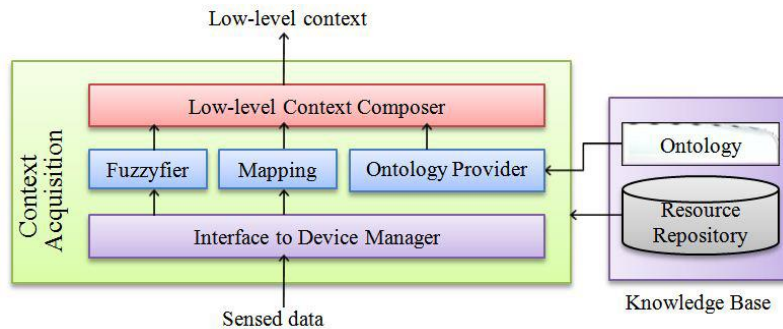 Low-level context
Low-level Context Composer
Context
Acquisition
Fuzzyfier
Mapping
Ontology Provider
Interface to Device Manager
Sensed data
Ontology
Resource
Repository
Knowledge Base